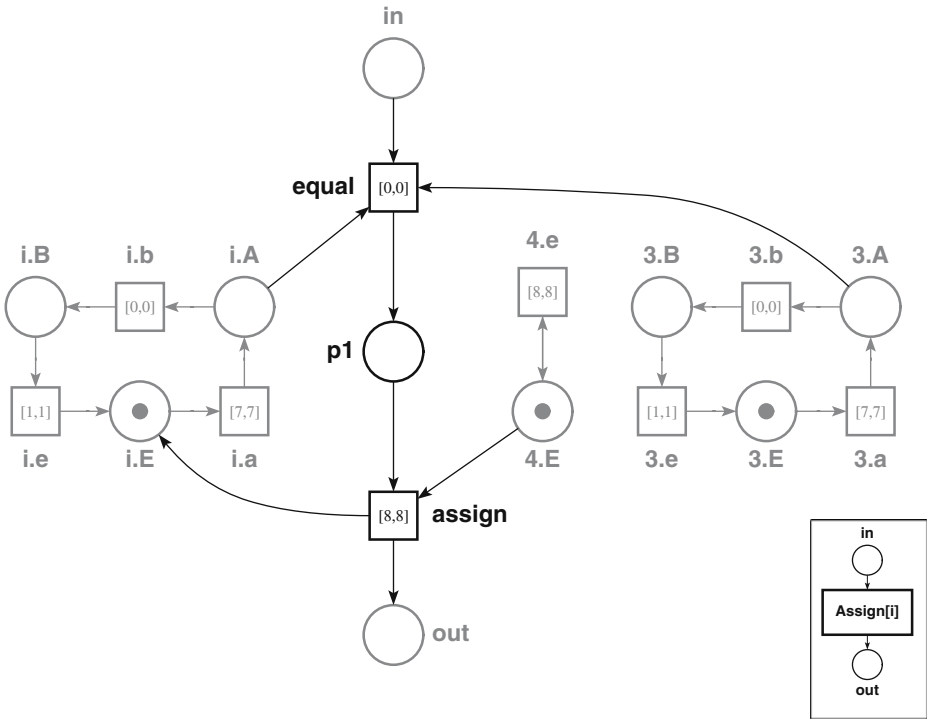 in
equal
[0,0]
i.B
i.b
i.A
4.e
3.B
3.b
3.A
[0,0]
[8,8]
[0,0]
p1
[1,1]
[7,7]
[1,1]
[7,7]
i.e
i.E
i.a
4.E
3.e
3.E
3.a
[8,8]
assign
in
Assign[i]
out
out